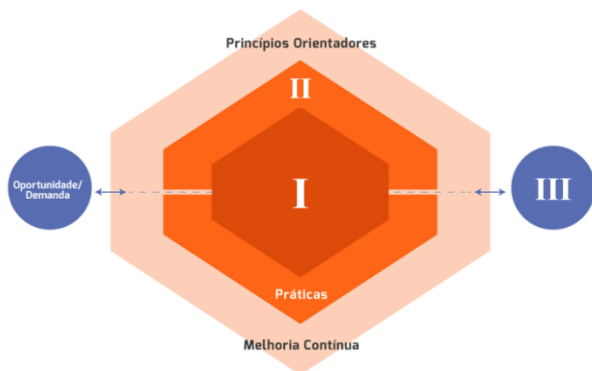 Princípios Orientadores
II
Oportunidade/
Demanda
I
III
Práticas
Melhoria Contínua